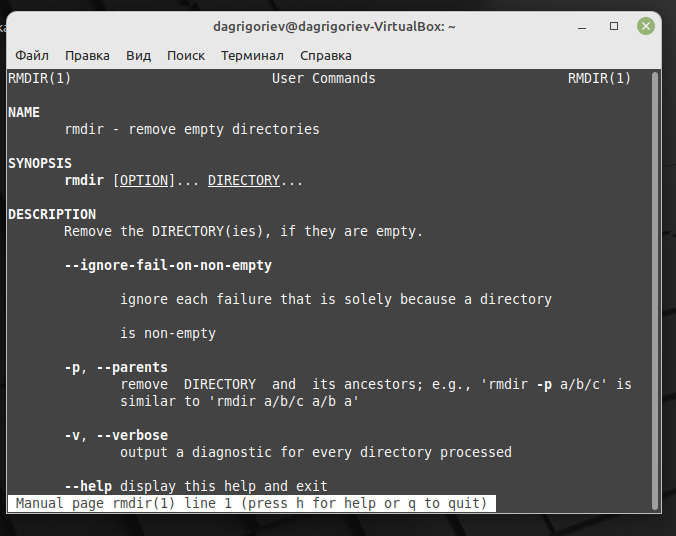 dagrigoriev@dagrigoriev-VirtualBox: ~
Файл Правка Вид Поиск Терминал Справка
RMDIR(1) User Commands RMDIR(1)
NAME
rmdir - remove empty directories
SYNOPSIS
rmdir [OPTION]... DIRECTORY...
DESCRIPTION
Remove the DIRECTORY(ies), if they are empty.
--ignore-fail-on-non-empty
ignore each failure that is solely because a directory
is non-empty
-p, --parents
remove DIRECTORY and its ancestors; e.g., 'rmdir -p a/b/c' is
similar to 'rmdir a/b/c a/b a'
-v, --verbose
output a diagnostic for every directory processed
--help display this help and exit
Manual page rmdir(1) line 1 (press h for help or q to quit)